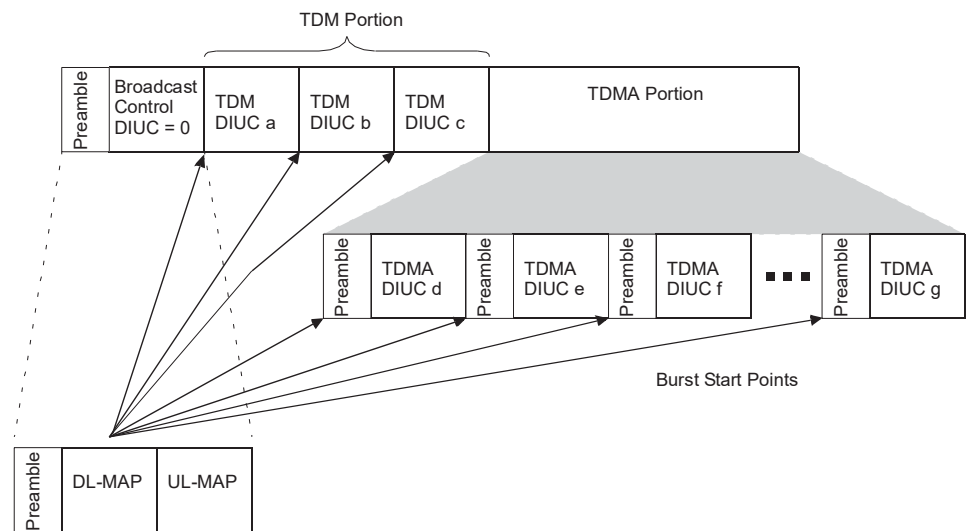 TDM Portion
Preamble
Broadcast
Control
DIUC = 0
TDM
DIUC a
TDM
DIUC b
TDM
DIUC c
TDMA Portion
Preamble
TDMA
DIUC d
Preamble
TDMA
DIUC e
Preamble
TDMA
DIUC f
Preamble
TDMA
DIUC g
Burst Start Points
Preamble
DL-MAP
UL-MAP